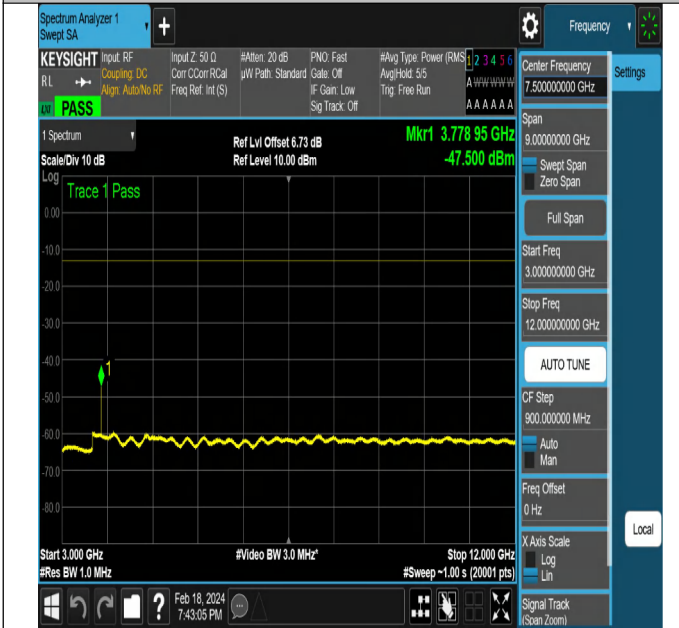 Spectrum Analyzer 1
Swept SA
+
Frequency
KEYSIGHT
RL
PASS
Input: RF
Coupling: DC
Align: Auto/No RF
Input Z: 50 Ω
Corr CCorr RCal
Freq Ref: Int (S)
#Atten: 20 dB
µW Path: Standard
PNO: Fast
Gate: Off
IF Gain: Low
Sig Track: Off
#Avg Type: Power (RMS
Avg|Hold: 5/5
Trig: Free Run
1 2 3 4 5 6
A W W W W W
A A A A A A
1 Spectrum
Scale/Div 10 dB
Ref Lvl Offset 6.73 dB
Ref Level 10.00 dBm
Mkr1 3.778 95 GHz
-47.500 dBm
Log
Trace 1 Pass
0.00
-10.0
-20.0
-30.0
-40.0
-50.0
-60.0
-70.0
-80.0
1
Start 3.000 GHz
#Res BW 1.0 MHz
#Video BW 3.0 MHz*
Stop 12.000 GHz
#Sweep ~1.00 s (20001 pts)
Center Frequency
7.50000000 GHz
Settings
Span
9.00000000 GHz
Swept Span
Zero Span
Full Span
Start Freq
3.000000000 GHz
Stop Freq
12.000000000 GHz
AUTO TUNE
CF Step
900.000000 MHz
Auto
Man
Freq Offset
0 Hz
Local
X Axis Scale
Log
Lin
Signal Track
(Span Zoom)
?
Feb 18, 2024
7:43:05 PM